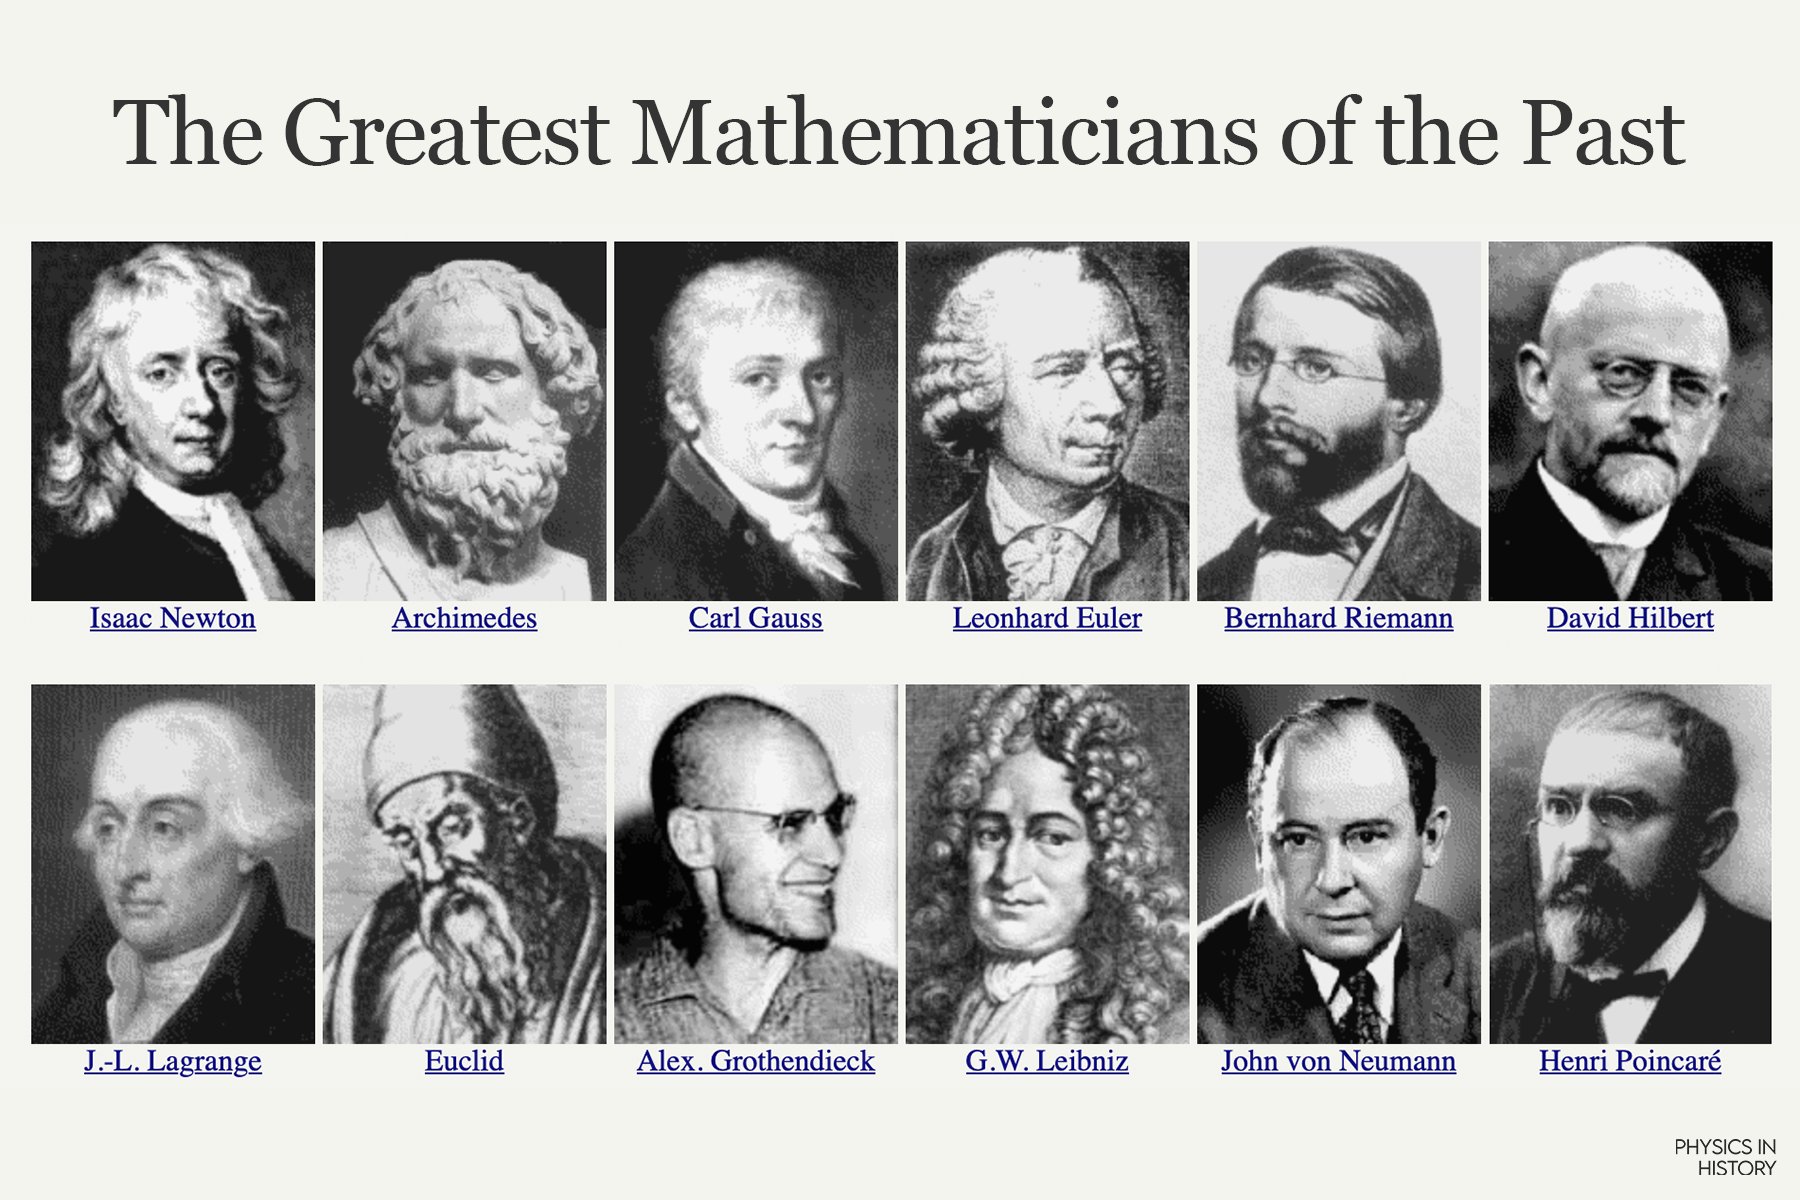 The Greatest Mathematicians of the Past
Isaac Newton
Archimedes
Carl Gauss
Leonhard Euler
Bernhard Riemann
David Hilbert
J.-L. Lagrange
Euclid
Alex. Grothendieck
G.W. Leibniz
John von Neumann
Henri Poincaré
PHYSICS IN
HISTORY